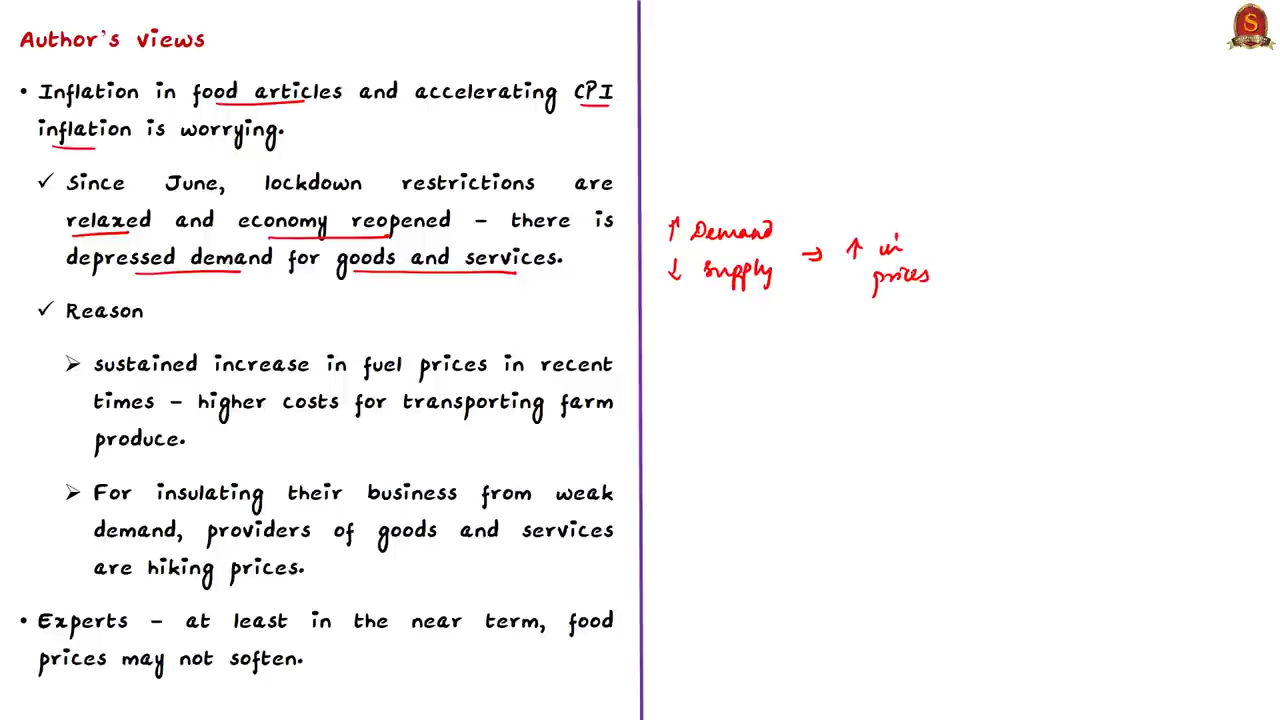 Author's views
• Inflation in food articles and accelerating CPI
inflation is worrying.
✓ Since June, lockdown restrictions are
relaxed and economy reopened – there is
depressed demand for goods and services.
✓ Reason
➢ sustained increase in fuel prices in recent
times – higher costs for transporting farm
produce.
➢ For insulating their business from weak
demand, providers of goods and services
are hiking prices.
• Experts – at least in the near term, food
prices may not soften.
↑ Demand
↓ supply
→ ↑ in
prices
S